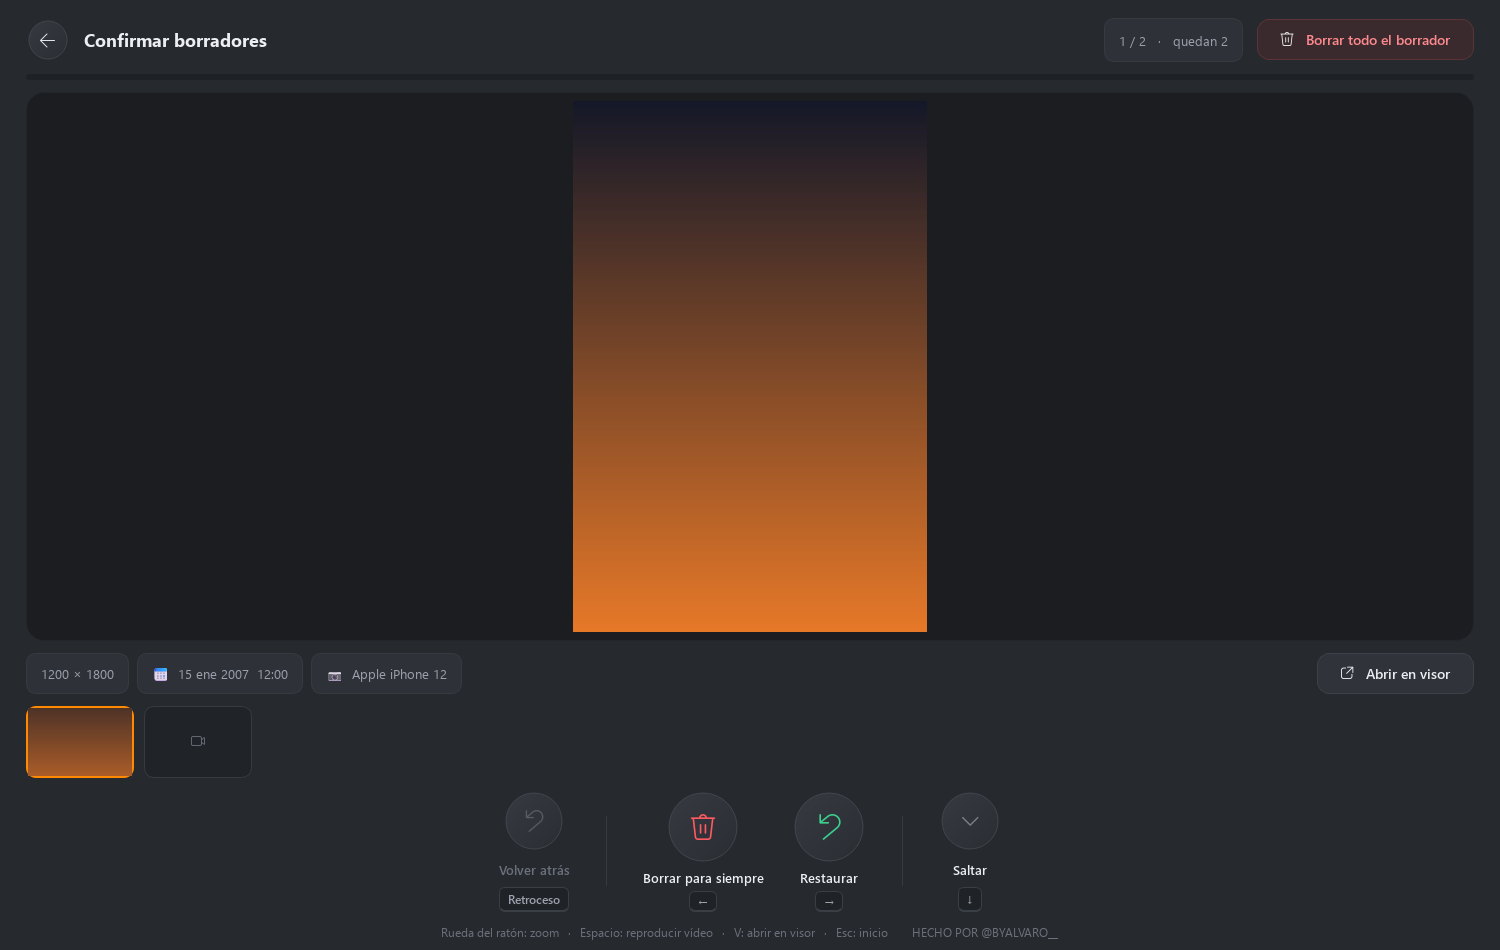 Confirmar borradores
1 / 2 · quedan 2
Borrar todo el borrador
1200 × 1800
15 ene 2007 12:00
Apple iPhone 12
Abrir en visor
Volver atrás
Retroceso
Borrar para siempre
←
Restaurar
→
Saltar
↓
Rueda del ratón: zoom · Espacio: reproducir vídeo · V: abrir en visor · Esc: inicio
HECHO POR @BYALVARO__